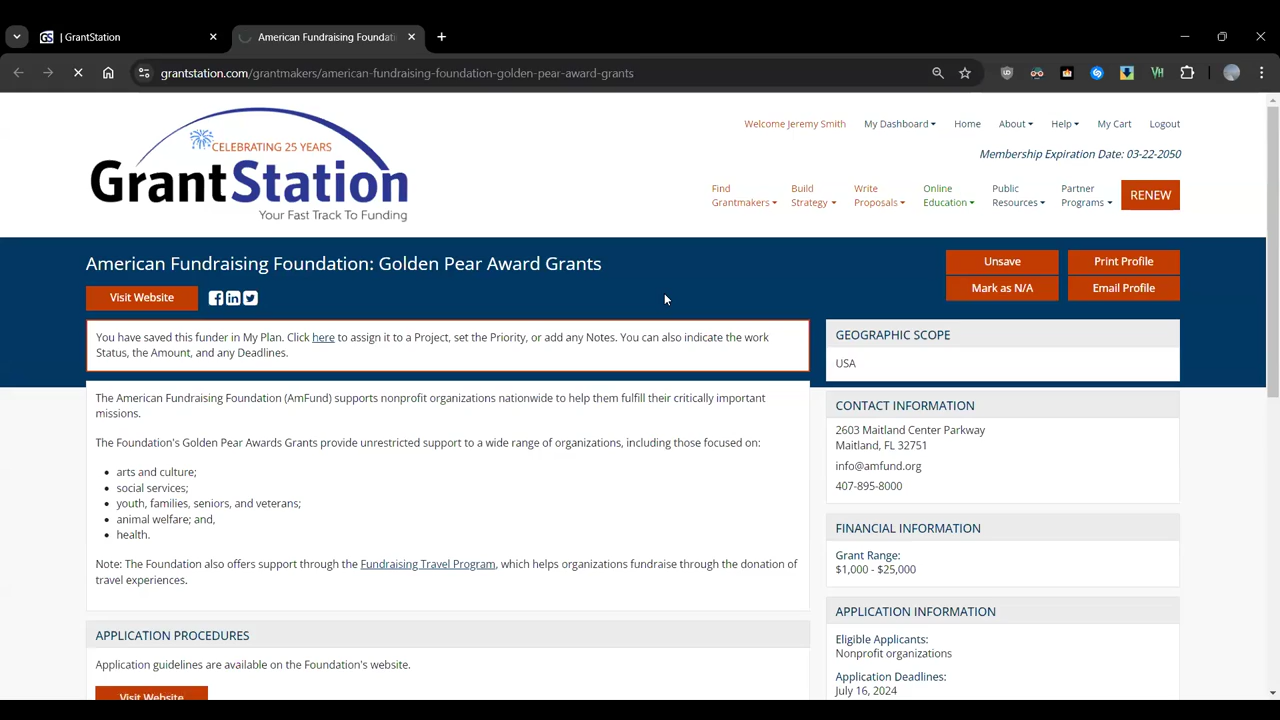 | GrantStation
American Fundraising Foundati
grantstation.com/grantmakers/american-fundraising-foundation-golden-pear-award-grants
CELEBRATING 25 YEARS
GrantStation
Your Fast Track To Funding
Welcome Jeremy Smith My Dashboard Home About Help My Cart Logout
Membership Expiration Date: 03-22-2050
Find Grantmakers
Build Strategy
Write Proposals
Online Education
Public Resources
Partner Programs
RENEW
American Fundraising Foundation: Golden Pear Award Grants
Visit Website
Unsave
Print Profile
Mark as N/A
Email Profile
You have saved this funder in My Plan. Click here to assign it to a Project, set the Priority, or add any Notes. You can also indicate the work
Status, the Amount, and any Deadlines.
The American Fundraising Foundation (AmFund) supports nonprofit organizations nationwide to help them fulfill their critically important
missions.
The Foundation's Golden Pear Awards Grants provide unrestricted support to a wide range of organizations, including those focused on:
arts and culture;
social services;
youth, families, seniors, and veterans;
animal welfare; and,
health.
Note: The Foundation also offers support through the Fundraising Travel Program, which helps organizations fundraise through the donation of
travel experiences.
APPLICATION PROCEDURES
Application guidelines are available on the Foundation's website.
Visit Website
GEOGRAPHIC SCOPE
USA
CONTACT INFORMATION
2603 Maitland Center Parkway
Maitland, FL 32751
info@amfund.org
407-895-8000
FINANCIAL INFORMATION
Grant Range:
$1,000 - $25,000
APPLICATION INFORMATION
Eligible Applicants:
Nonprofit organizations
Application Deadlines:
July 16, 2024